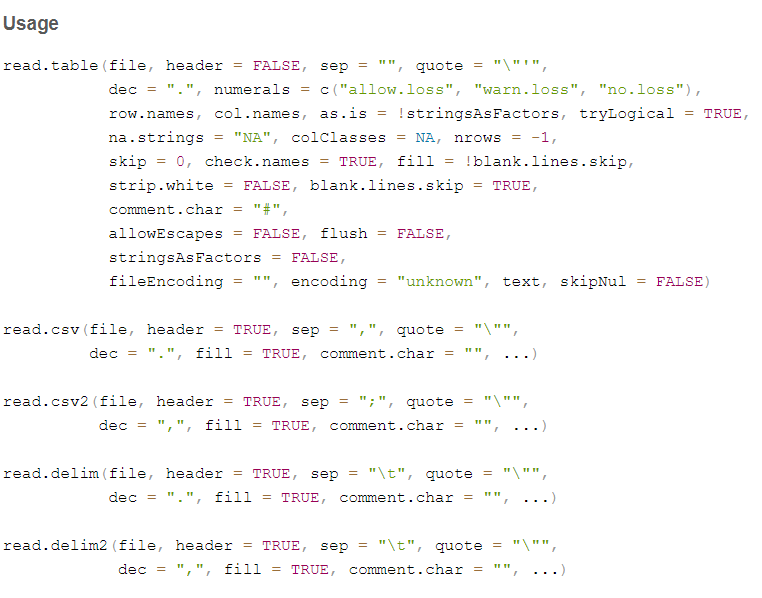 Usage
read.table(file, header = FALSE, sep = "", quote = "\"'",
           dec = ".", numerals = c("allow.loss", "warn.loss", "no.loss"),
           row.names, col.names, as.is = !stringsAsFactors, tryLogical = TRUE,
           na.strings = "NA", colClasses = NA, nrows = -1,
           skip = 0, check.names = TRUE, fill = !blank.lines.skip,
           strip.white = FALSE, blank.lines.skip = TRUE,
           comment.char = "#",
           allowEscapes = FALSE, flush = FALSE,
           stringsAsFactors = FALSE,
           fileEncoding = "", encoding = "unknown", text, skipNul = FALSE)
read.csv(file, header = TRUE, sep = ",", quote = "\"",
         dec = ".", fill = TRUE, comment.char = "", ...)
read.csv2(file, header = TRUE, sep = ";", quote = "\"",
          dec = ",", fill = TRUE, comment.char = "", ...)
read.delim(file, header = TRUE, sep = "\t", quote = "\"",
           dec = ".", fill = TRUE, comment.char = "", ...)
read.delim2(file, header = TRUE, sep = "\t", quote = "\"",
            dec = ",", fill = TRUE, comment.char = "", ...)